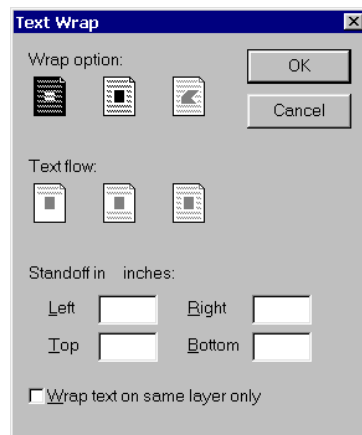 Text Wrap
Wrap option:
OK
Cancel
Text flow:
Standoff in inches:
Left Right
Top Bottom
Wrap text on same layer only